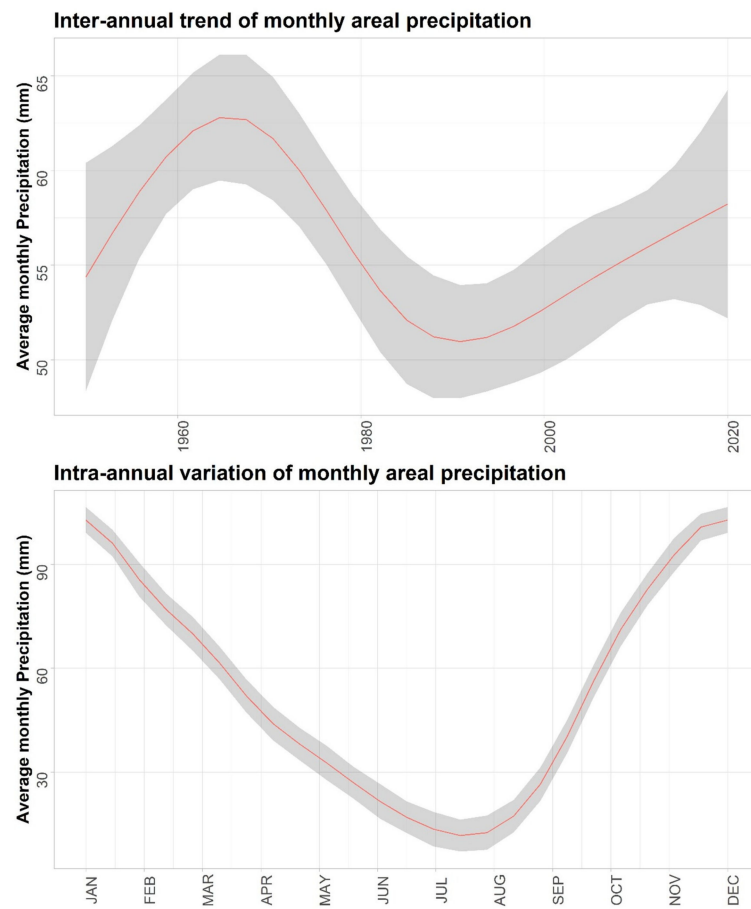 Inter-annual trend of monthly areal precipitation
Average monthly Precipitation (mm)
65
60
55
50
1960
1980
2000
2020
Intra-annual variation of monthly areal precipitation
Average monthly Precipitation (mm)
90
60
30
JAN
FEB
MAR
APR
MAY
JUN
JUL
AUG
SEP
OCT
NOV
DEC